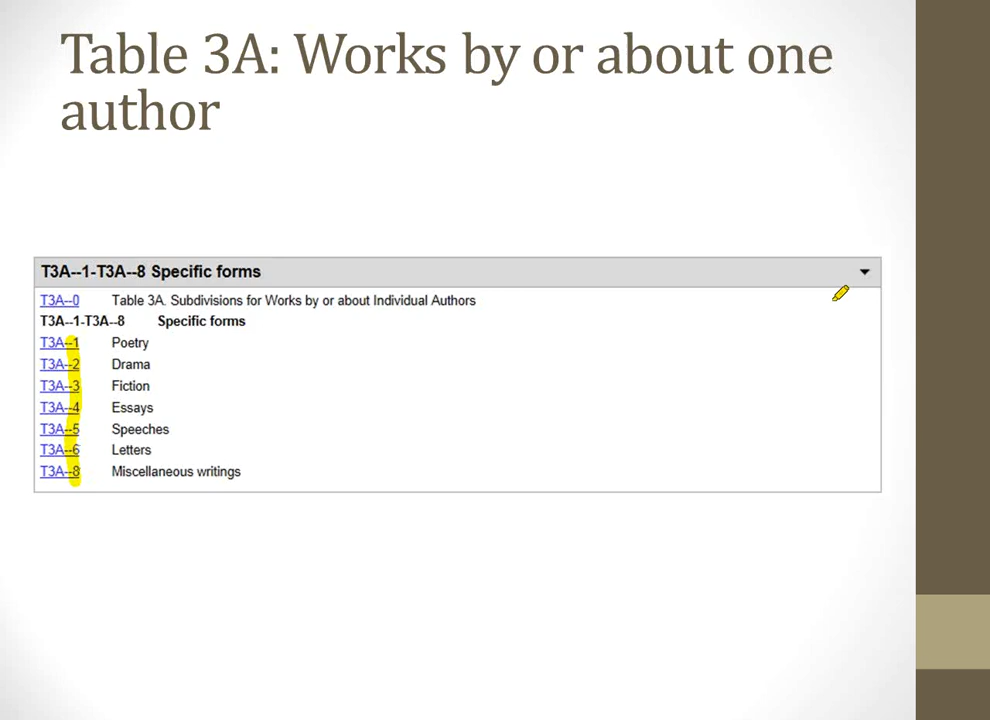 Table 3A: Works by or about one
author
T3A--1-T3A--8 Specific forms
T3A--0 Table 3A. Subdivisions for Works by or about Individual Authors
T3A--1-T3A--8 Specific forms
T3A--1 Poetry
T3A--2 Drama
T3A--3 Fiction
T3A--4 Essays
T3A--5 Speeches
T3A--6 Letters
T3A--8 Miscellaneous writings